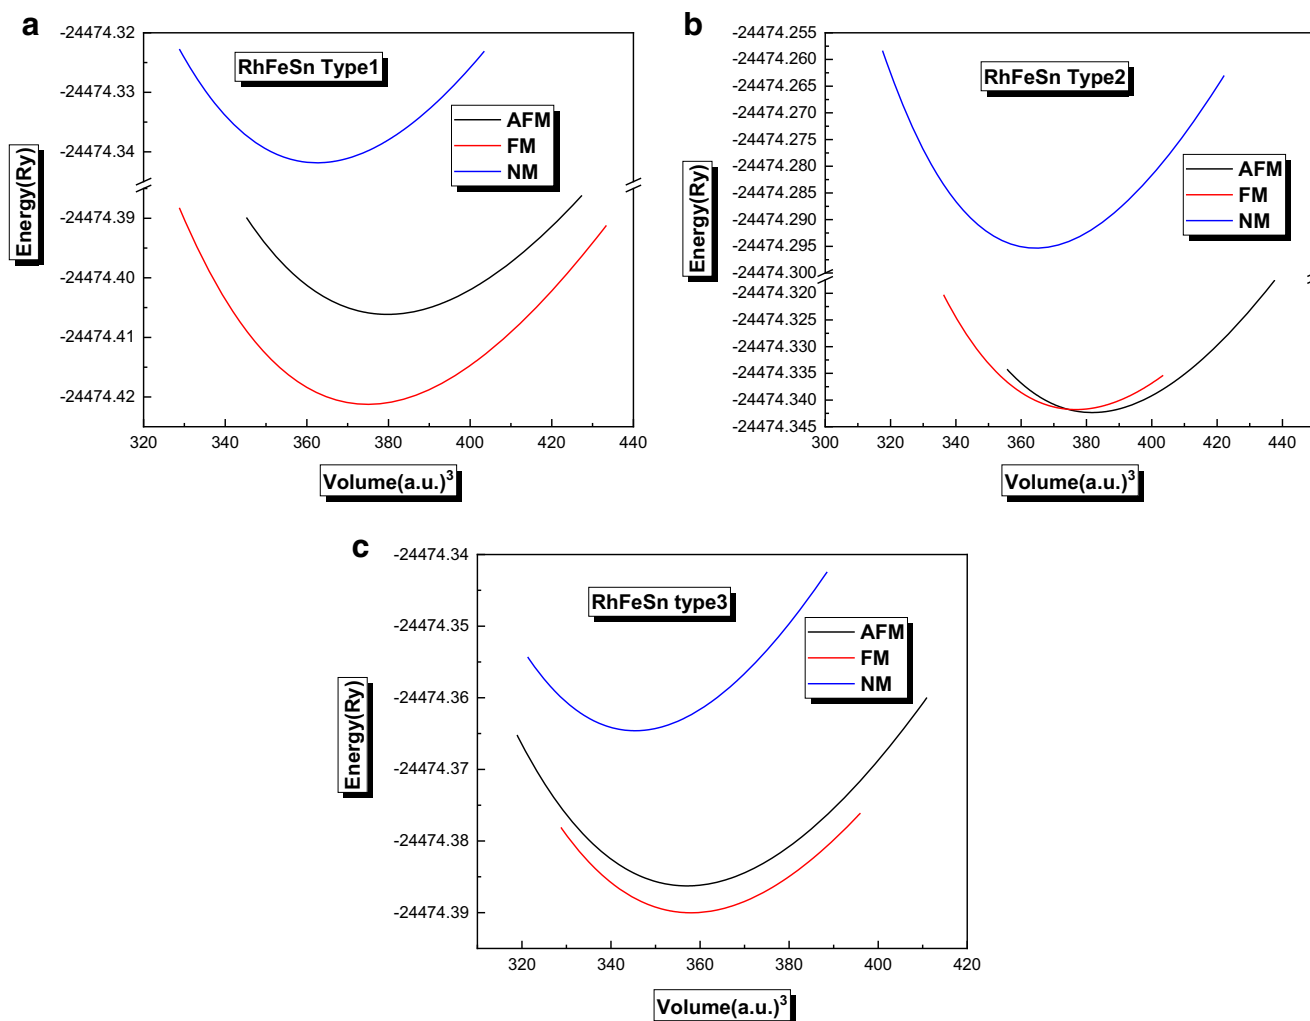 a
RhFeSn Type1
AFM
FM
NM
Energy(Ry)
-24474.32
-24474.33
-24474.34
-24474.39
-24474.40
-24474.41
-24474.42
320 340 360 380 400 420 440
Volume(a.u.)³
b
RhFeSn Type2
AFM
FM
NM
Energy(Ry)
-24474.255
-24474.260
-24474.265
-24474.270
-24474.275
-24474.280
-24474.285
-24474.290
-24474.295
-24474.300
-24474.320
-24474.325
-24474.330
-24474.335
-24474.340
-24474.345
300 320 340 360 380 400 420 440
Volume(a.u.)³
c
RhFeSn type3
AFM
FM
NM
Energy(Ry)
-24474.34
-24474.35
-24474.36
-24474.37
-24474.38
-24474.39
320 340 360 380 400 420
Volume(a.u.)³